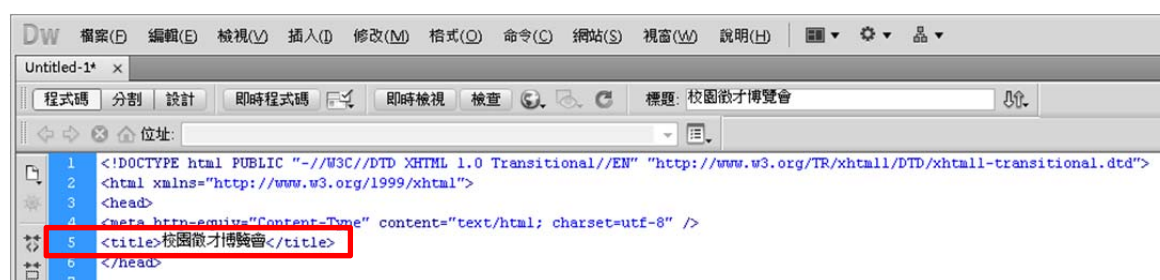 Dw 檔案(F) 編輯(E) 檢視(V) 插入(I) 修改(M) 格式(O) 命令(C) 網站(S) 視窗(W) 說明(H)
Untitled-1* ×
程式碼 分割 設計 即時程式碼 即時檢視 檢查 標題: 校園徵才博覽會
位址:
1 <!DOCTYPE html PUBLIC "-//W3C//DTD XHTML 1.0 Transitional//EN" "http://www.w3.org/TR/xhtml1/DTD/xhtml1-transitional.dtd">
2 <html xmlns="http://www.w3.org/1999/xhtml">
3 <head>
4 <meta http-equiv="Content-Type" content="text/html; charset=utf-8" />
5 <title>校園徵才博覽會</title>
6 </head>
7